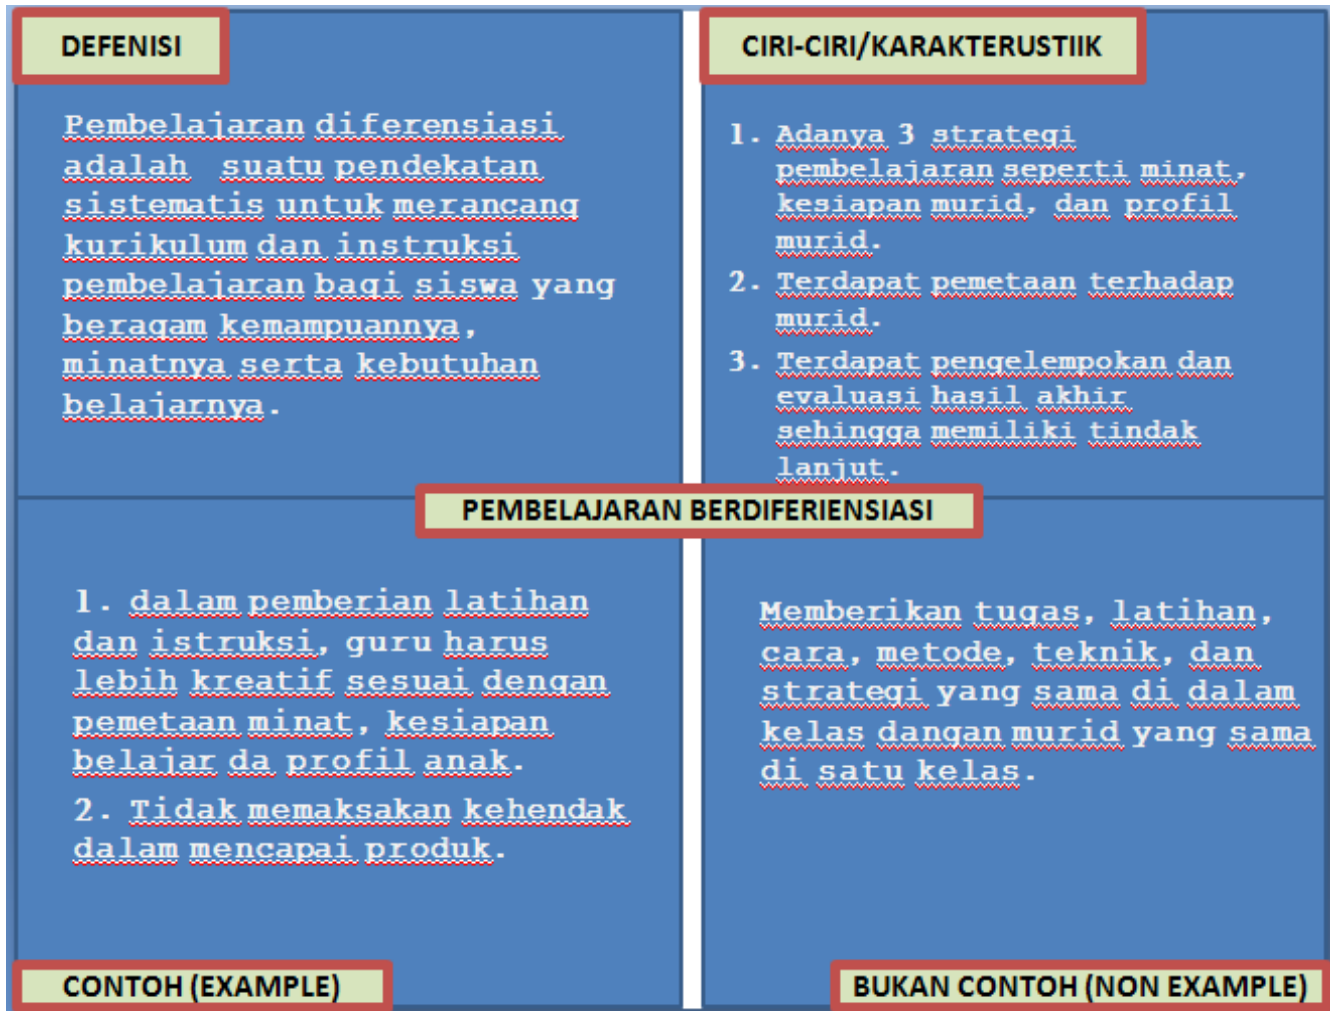 DEFENISI
Pembelajaran diferensiasi
adalah suatu pendekatan
sistematis untuk merancang
kurikulum dan instruksi
pembelajaran bagi siswa yang
beragam kemampuannya,
minatnya serta kebutuhan
belajarnya.
CIRI-CIRI/KARAKTERUSTIIK
1. Adanya 3 strategi
pembelajaran seperti minat,
kesiapan murid, dan profil
murid.
2. Terdapat pemetaan terhadap
murid.
3. Terdapat pengelempokan dan
evaluasi hasil akhir
sehingga memiliki tindak
lanjut.
PEMBELAJARAN BERDIFERIENSIASI
1. dalam pemberian latihan
dan istruksi, guru harus
lebih kreatif sesuai dengan
pemetaan minat, kesiapan
belajar da profil anak.
2. Tidak memaksakan kehendak
dalam mencapai produk.
CONTOH (EXAMPLE)
Memberikan tugas, latihan,
cara, metode, teknik, dan
strategi yang sama di dalam
kelas dangan murid yang sama
di satu kelas.
BUKAN CONTOH (NON EXAMPLE)